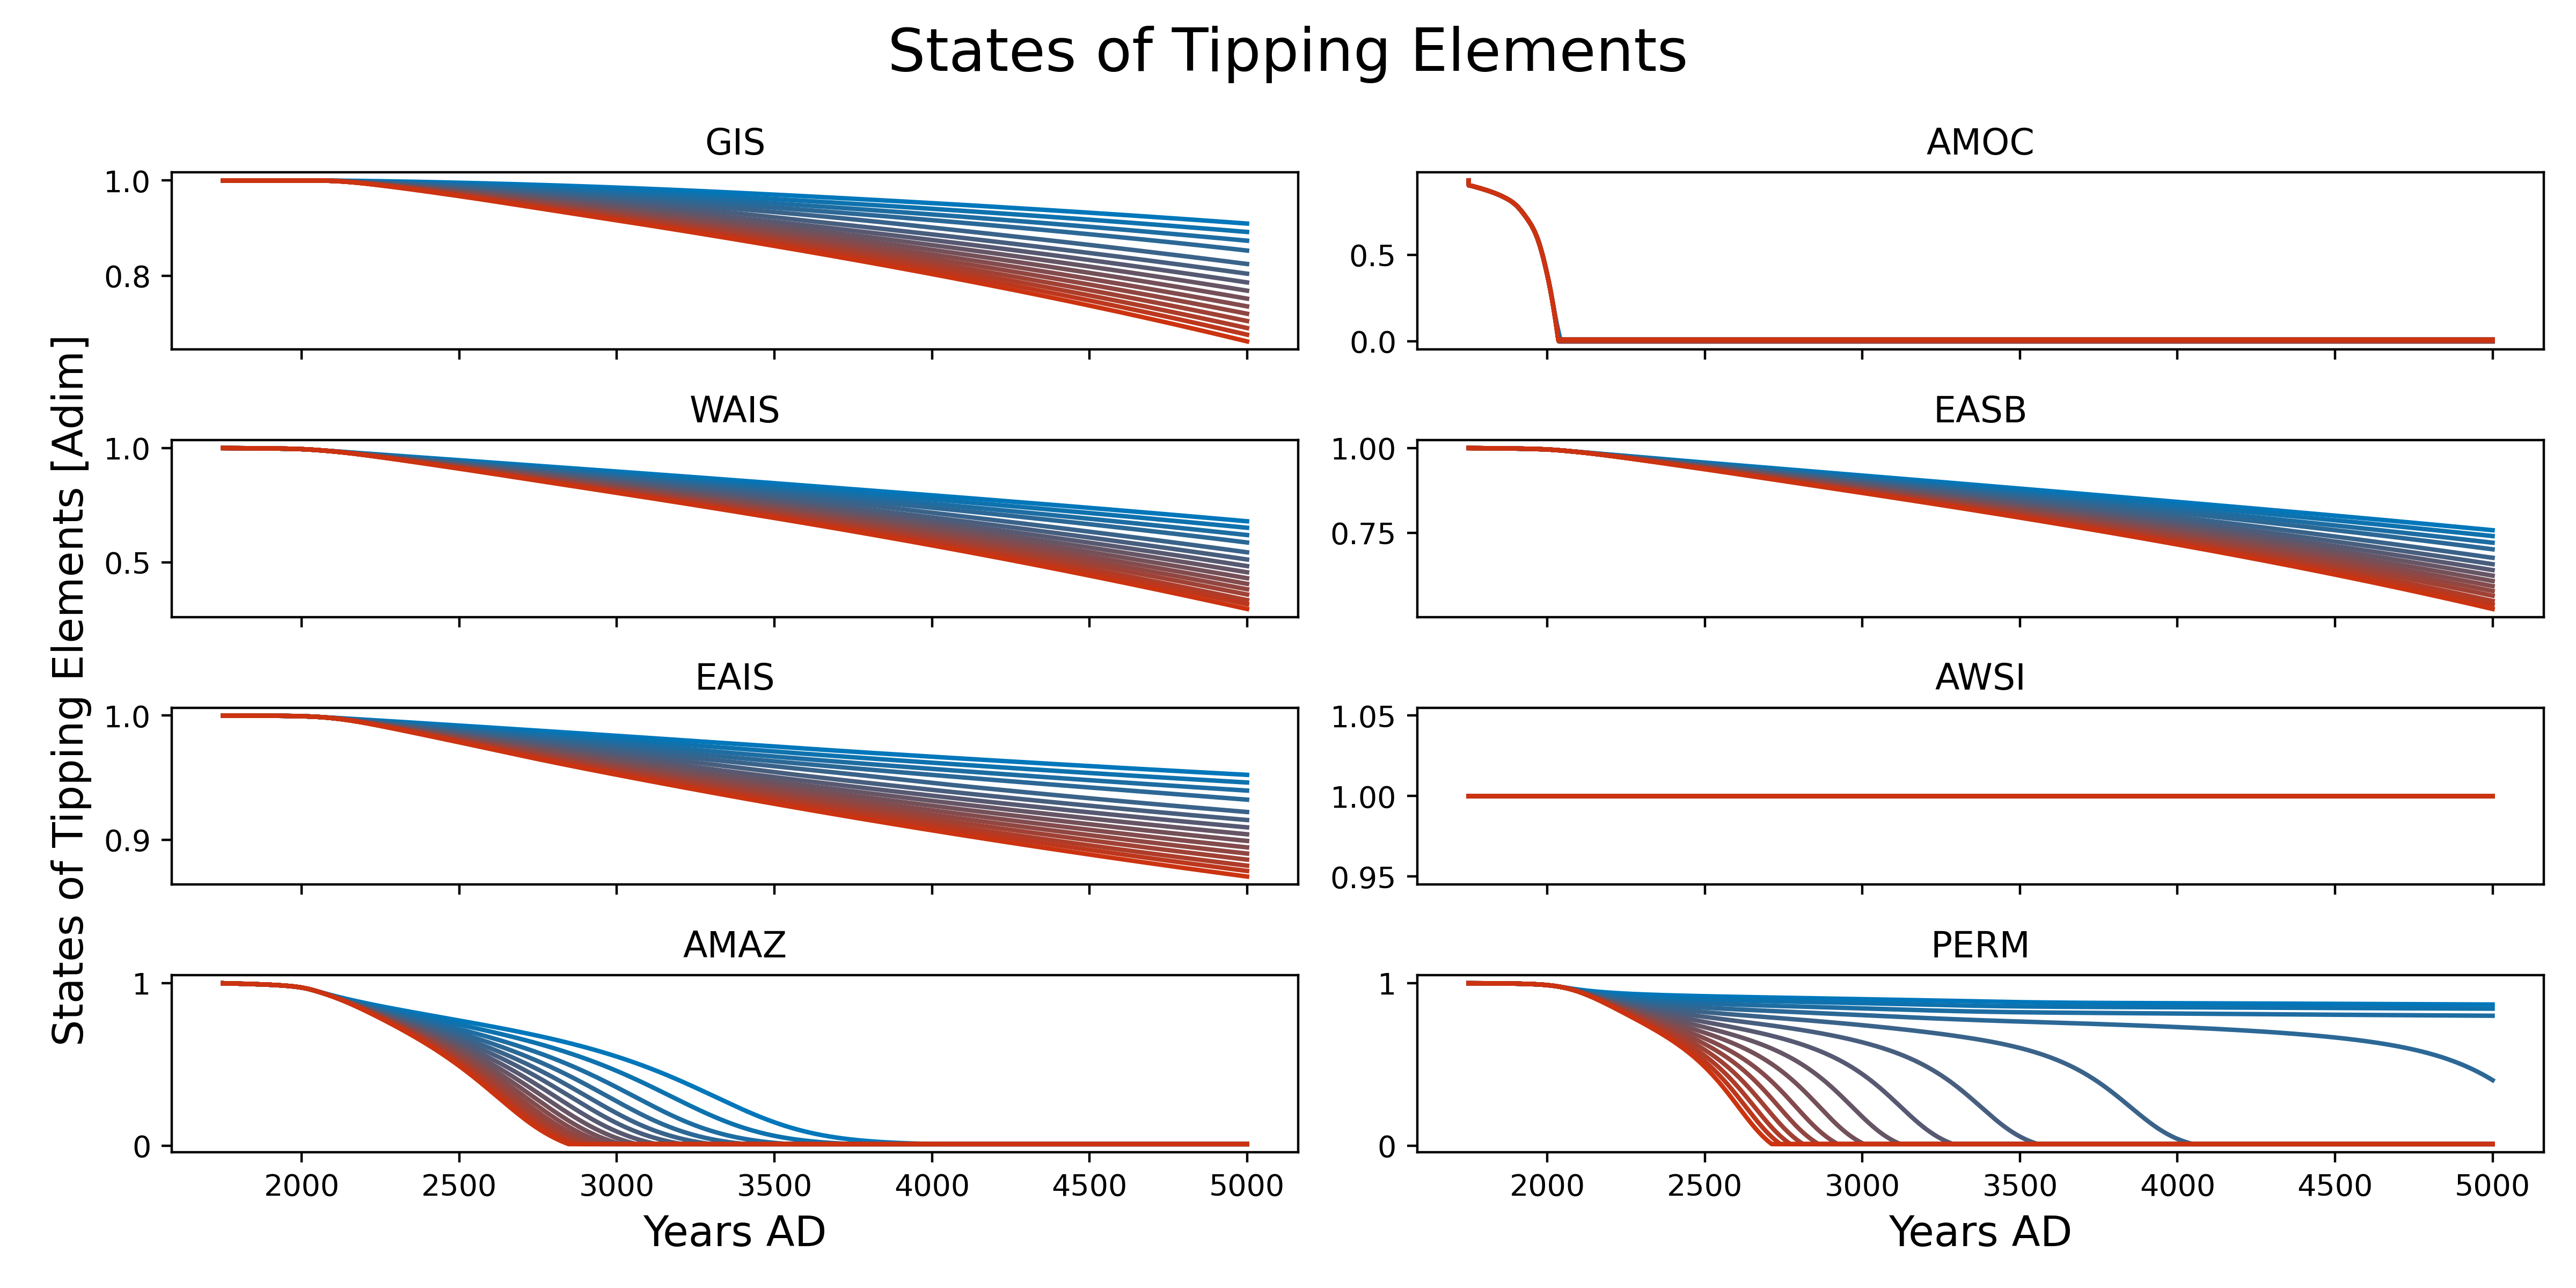 States of Tipping Elements
GIS
1.0
0.8
AMOC
0.5
0.0
WAIS
1.0
0.5
EASB
1.00
0.75
EAIS
1.0
0.9
AWSI
1.05
1.00
0.95
AMAZ
1
0
2000 2500 3000 3500 4000 4500 5000
Years AD
PERM
1
0
2000 2500 3000 3500 4000 4500 5000
Years AD
States of Tipping Elements [Adim]